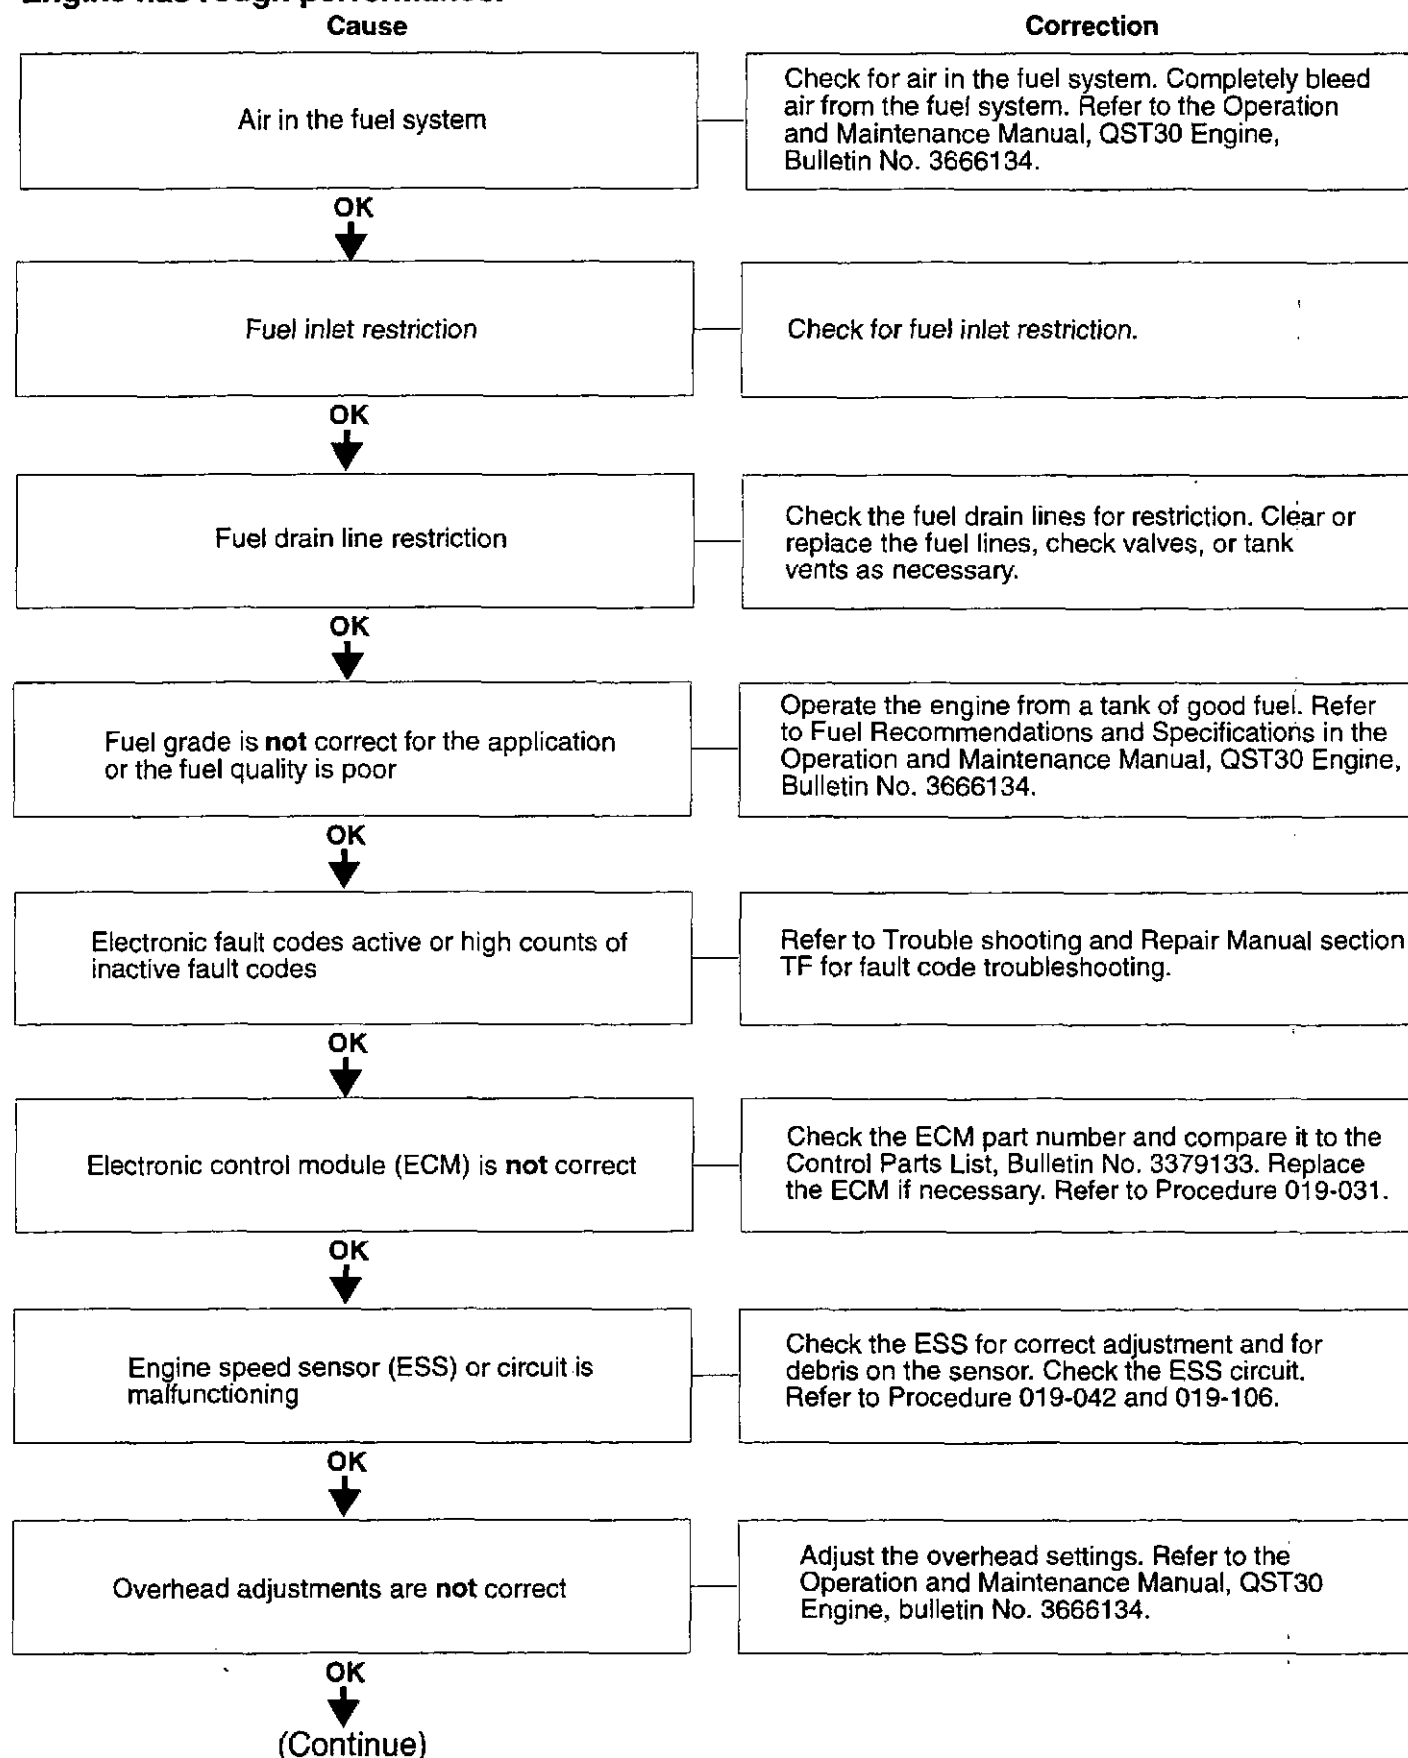 Engine has rough performance.
Cause
Correction
Air in the fuel system
Check for air in the fuel system. Completely bleed
air from the fuel system. Refer to the Operation
and Maintenance Manual, QST30 Engine,
Bulletin No. 3666134.
OK
Fuel inlet restriction
Check for fuel inlet restriction.
OK
Fuel drain line restriction
Check the fuel drain lines for restriction. Clear or
replace the fuel lines, check valves, or tank
vents as necessary.
OK
Fuel grade is not correct for the application
or the fuel quality is poor
Operate the engine from a tank of good fuel. Refer
to Fuel Recommendations and Specifications in the
Operation and Maintenance Manual, QST30 Engine,
Bulletin No. 3666134.
OK
Electronic fault codes active or high counts of
inactive fault codes
Refer to Trouble shooting and Repair Manual section
TF for fault code troubleshooting.
OK
Electronic control module (ECM) is not correct
Check the ECM part number and compare it to the
Control Parts List, Bulletin No. 3379133. Replace
the ECM if necessary. Refer to Procedure 019-031.
OK
Engine speed sensor (ESS) or circuit is
malfunctioning
Check the ESS for correct adjustment and for
debris on the sensor. Check the ESS circuit.
Refer to Procedure 019-042 and 019-106.
OK
Overhead adjustments are not correct
Adjust the overhead settings. Refer to the
Operation and Maintenance Manual, QST30
Engine, bulletin No. 3666134.
OK
(Continue)